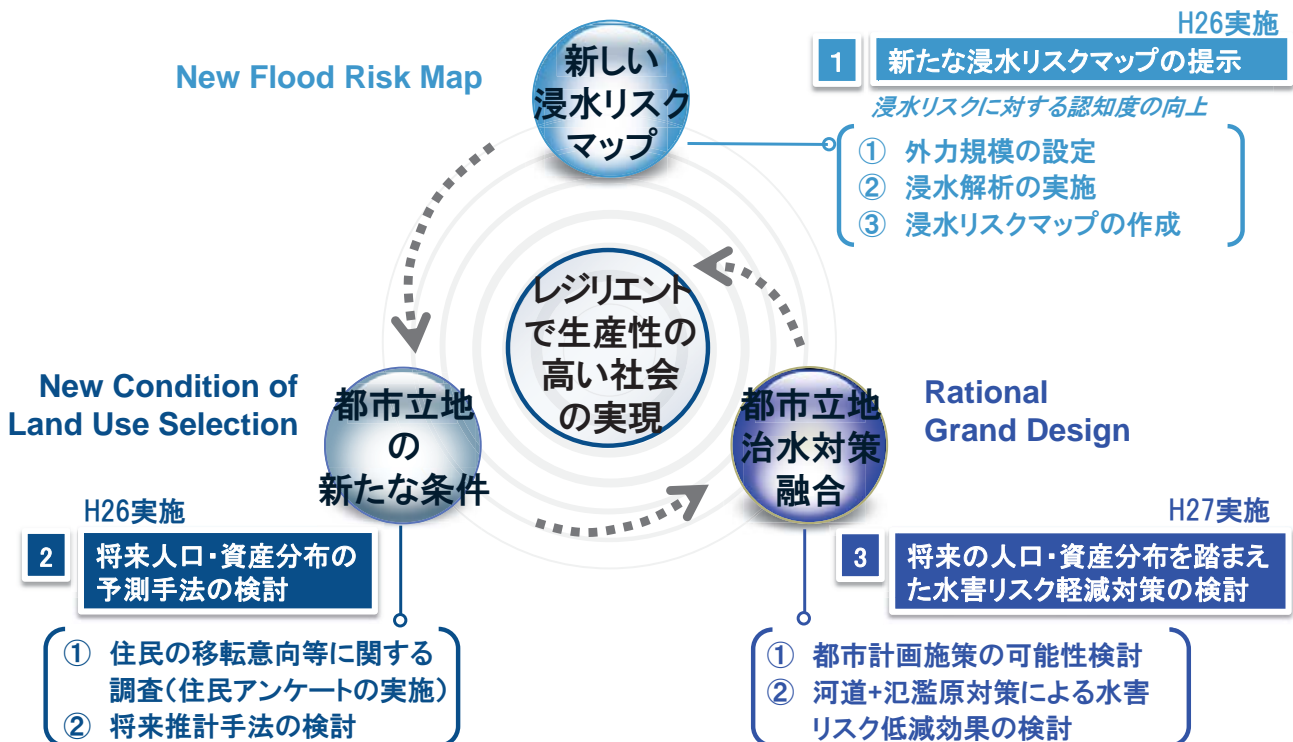 New Flood Risk Map
新しい
浸水リスク
マップ
H26実施
1 新たな浸水リスクマップの提示
浸水リスクに対する認知度の向上
① 外力規模の設定
② 浸水解析の実施
③ 浸水リスクマップの作成
レジリエント
で生産性の
高い社会
の実現
New Condition of
Land Use Selection
都市立地
の
新たな条件
都市立地
治水対策
融合
Rational
Grand Design
H26実施
2 将来人口・資産分布の
予測手法の検討
① 住民の移転意向等に関する
調査(住民アンケートの実施)
② 将来推計手法の検討
H27実施
3 将来の人口・資産分布を踏まえ
た水害リスク軽減対策の検討
① 都市計画施策の可能性検討
② 河道+氾濫原対策による水害
リスク低減効果の検討